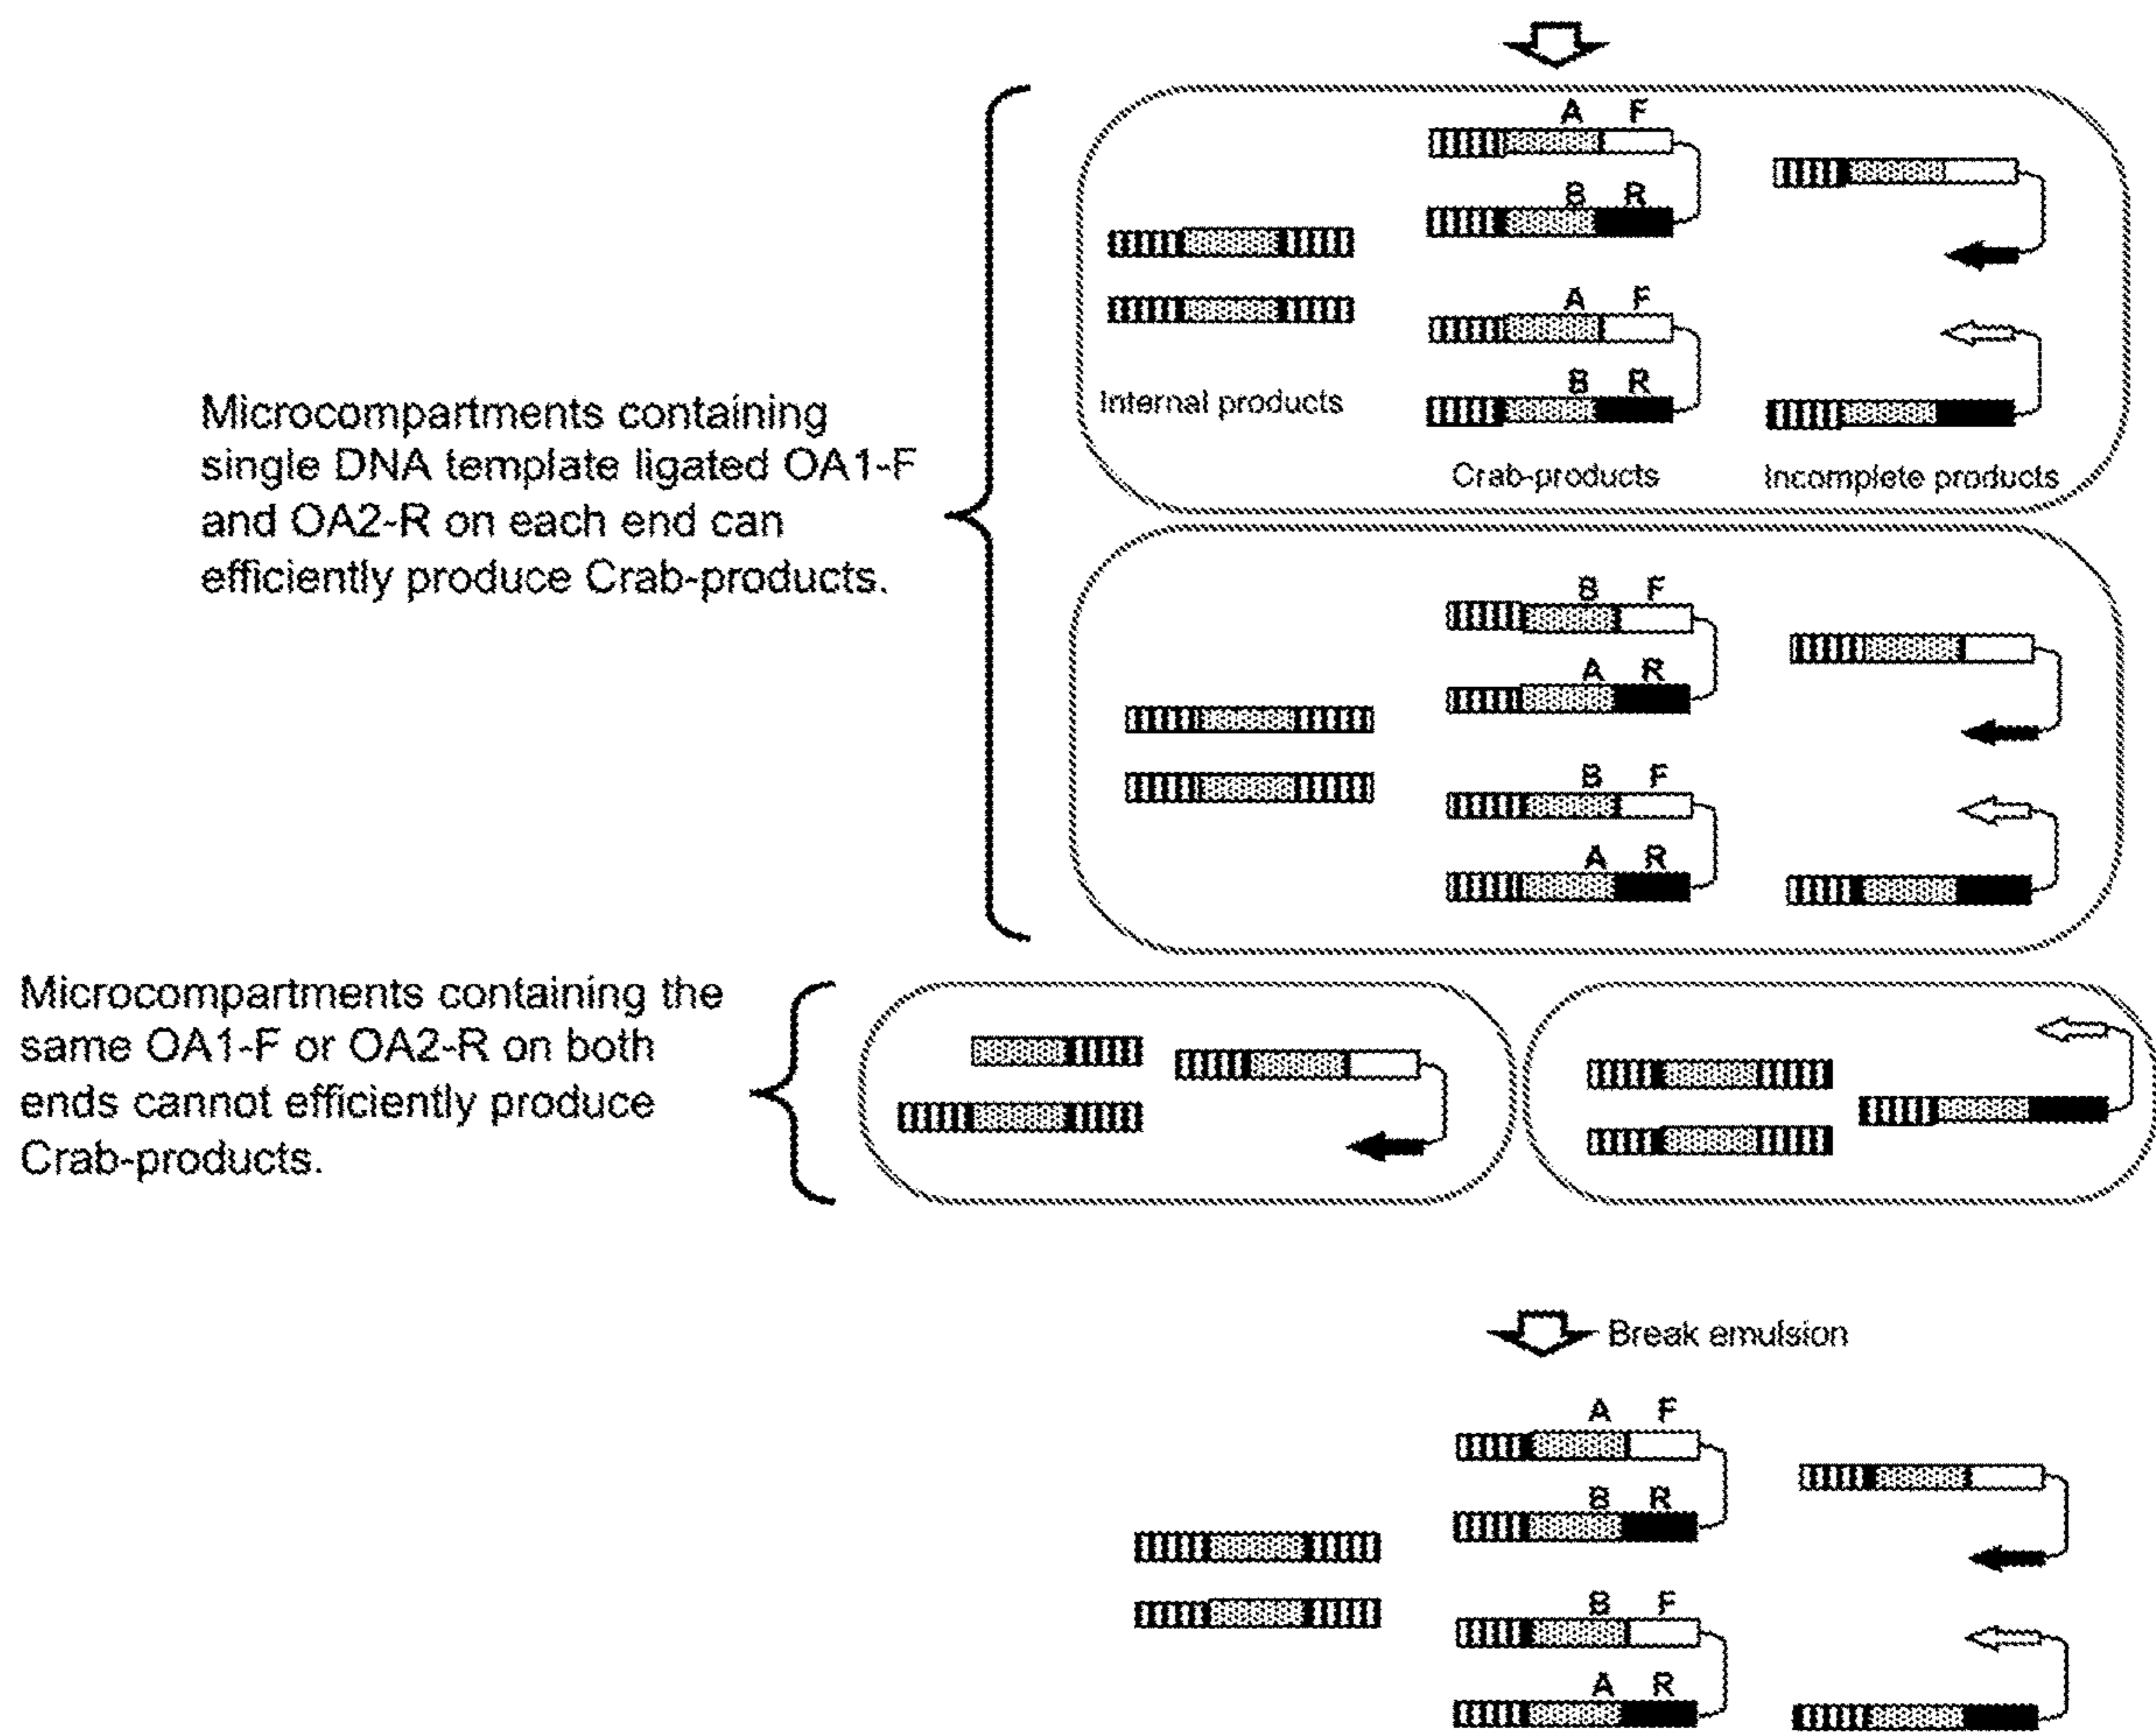 A F
B R
A F
Internal products
B R
Crab-products
Incomplete products
Microcompartments containing
single DNA template ligated OA1-F
and OA2-R on each end can
efficiently produce Crab-products.
B F
A R
B F
A R
Microcompartments containing the
same OA1-F or OA2-R on both
ends cannot efficiently produce
Crab-products.
Break emulsion
A F
B R
B F
A R